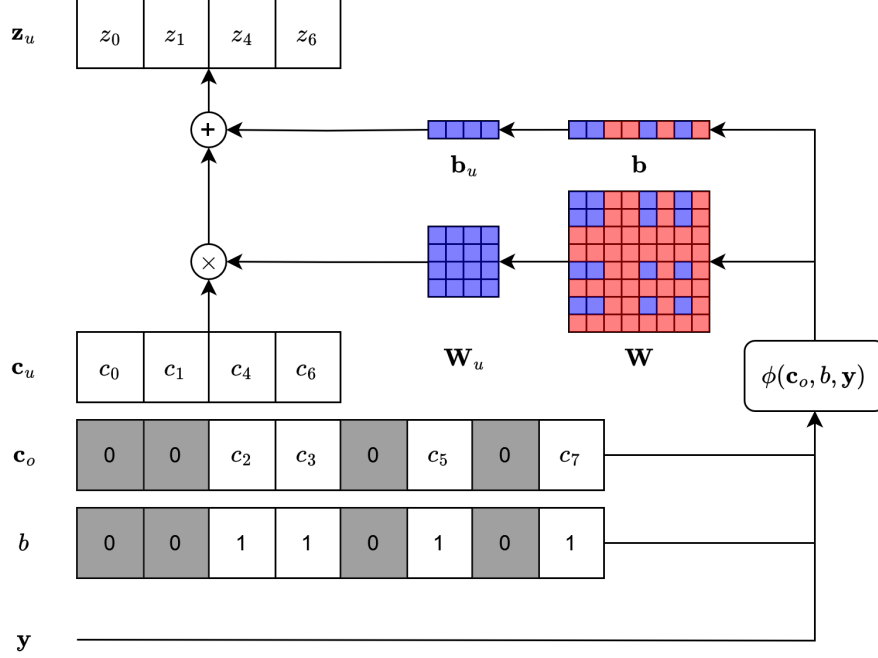 z_u z_0 z_1 z_4 z_6
+
b_u b
×
W_u W
c_u c_0 c_1 c_4 c_6
ϕ(c_o, b, y)
c_o 0 0 c_2 c_3 0 c_5 0 c_7
b 0 0 1 1 0 1 0 1
y